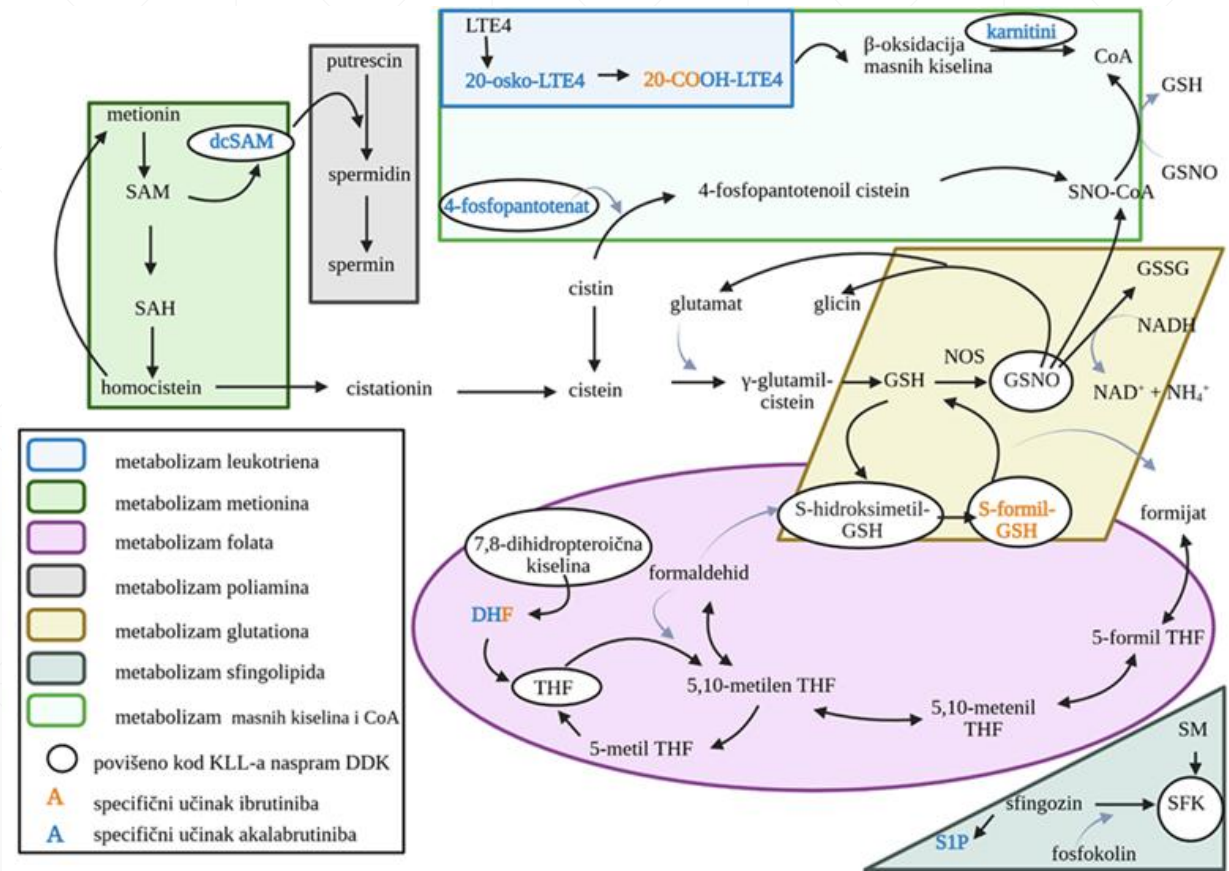 LTE4
20-osko-LTE4
20-COOH-LTE4
β-oksidacija
masnih kiselina
karnitini
CoA
GSH
GSNO
SNO-CoA
4-fosfopantotenat
4-fosfopantotenoil cistein
putrescin
spermidin
spermin
metionin
dcSAM
SAM
SAH
homocistein
cistationin
cistin
cistein
glutamat
glicin
γ-glutamil-
cistein
GSH
NOS
GSNO
GSSG
NADH
NAD⁺ + NH₄⁺
S-hidroksimetil-
GSH
S-formil-
GSH
formijat
7,8-dihidropteroična
kiselina
formaldehid
DHF
THF
5,10-metilen THF
5-metil THF
5,10-metenil
THF
5-formil THF
SM
sfingozin
SFK
S1P
fosfokolin
metabolizam leukotriena
metabolizam metionina
metabolizam folata
metabolizam poliamina
metabolizam glutationa
metabolizam sfingolipida
metabolizam masnih kiselina i CoA
povišeno kod KLL-a naspram DDK
A specifični učinak ibrutiniba
A specifični učinak akalabrutiniba